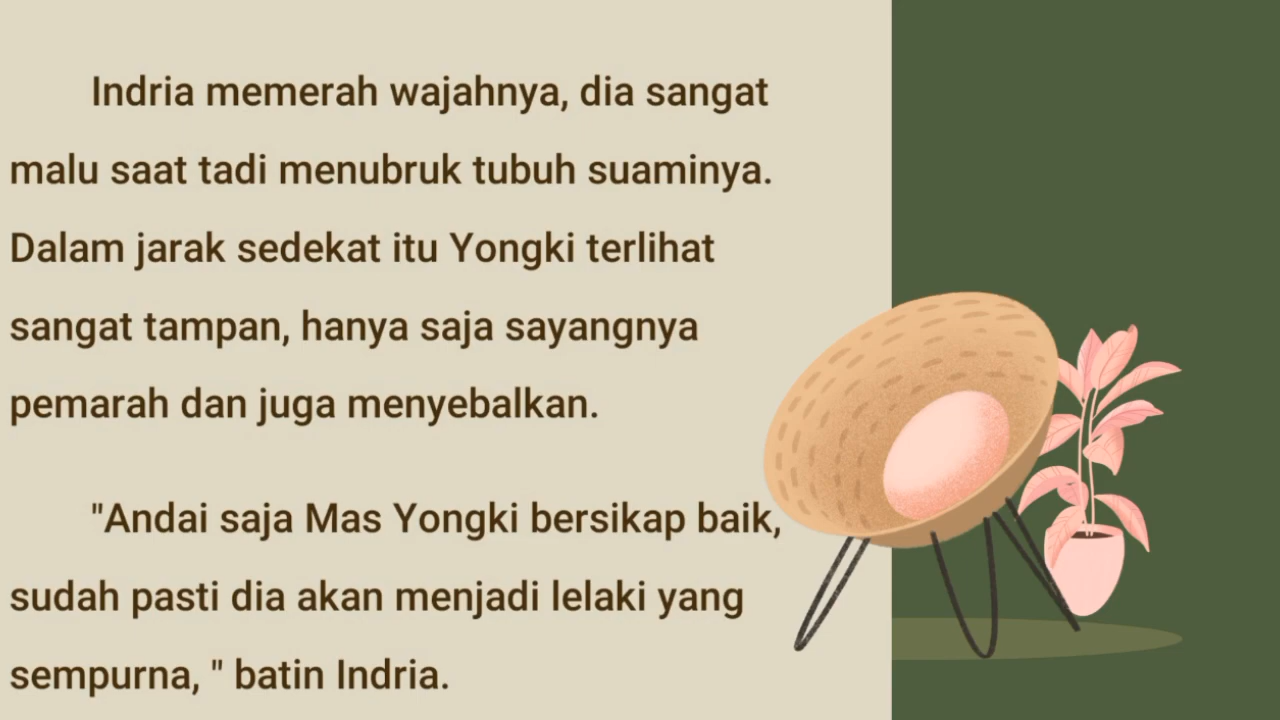 Indria memerah wajahnya, dia sangat
malu saat tadi menubruk tubuh suaminya.
Dalam jarak sedekat itu Yongki terlihat
sangat tampan, hanya saja sayangnya
pemarah dan juga menyebalkan.
"Andai saja Mas Yongki bersikap baik,
sudah pasti dia akan menjadi lelaki yang
sempurna, " batin Indria.